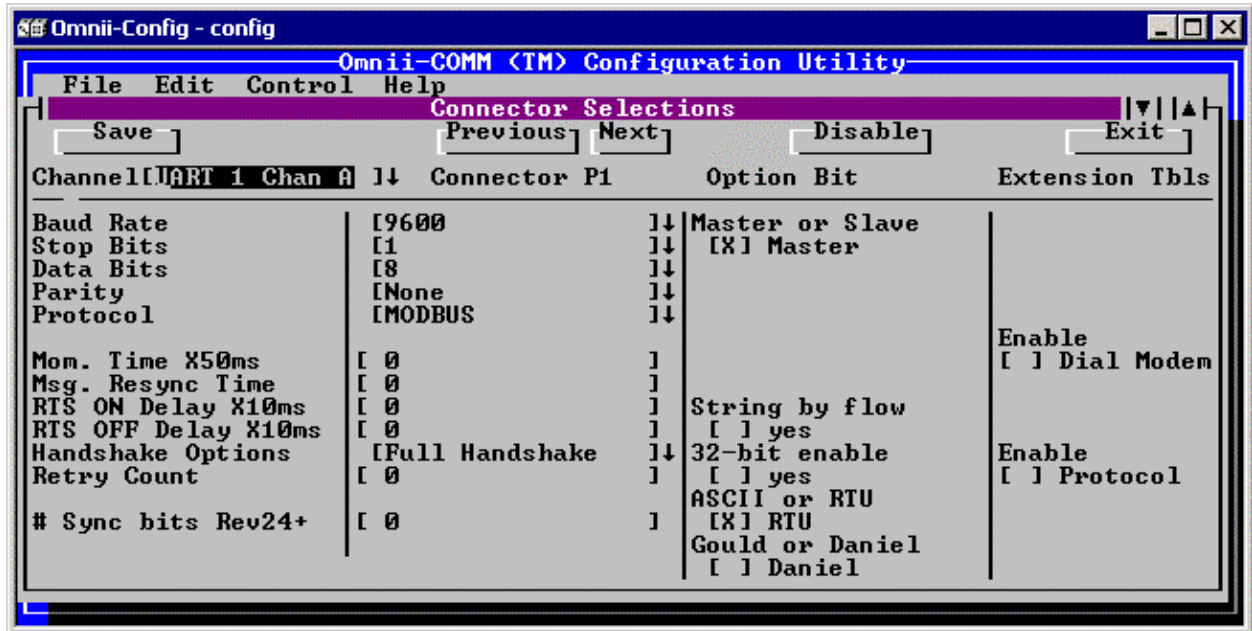 Omnii-Config - config
Omnii-COMM (TM) Configuration Utility
File Edit Control Help
Connector Selections
Save Previous Next Disable Exit
Channel[UART 1 Chan A ]↓ Connector P1 Option Bit Extension Tbls
Baud Rate [9600 ]↓ Master or Slave
Stop Bits [1 ]↓ [X] Master
Data Bits [8 ]↓
Parity [None ]↓
Protocol [MODBUS ]↓
Enable
Mom. Time X50ms [ 0 ] [ ] Dial Modem
Msg. Resync Time [ 0 ]
RTS ON Delay X10ms [ 0 ] String by flow
RTS OFF Delay X10ms [ 0 ] [ ] yes
Handshake Options [Full Handshake ]↓ 32-bit enable Enable
Retry Count [ 0 ] [ ] yes [ ] Protocol
ASCII or RTU
# Sync bits Rev24+ [ 0 ] [X] RTU
Gould or Daniel
[ ] Daniel